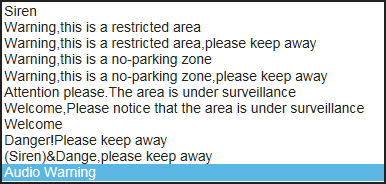 Siren
Warning,this is a restricted area
Warning,this is a restricted area,please keep away
Warning,this is a no-parking zone
Warning,this is a no-parking zone,please keep away
Attention please.The area is under surveillance
Welcome,Please notice that the area is under surveillance
Welcome
Danger!Please keep away
(Siren)&Dange,please keep away
Audio Warning